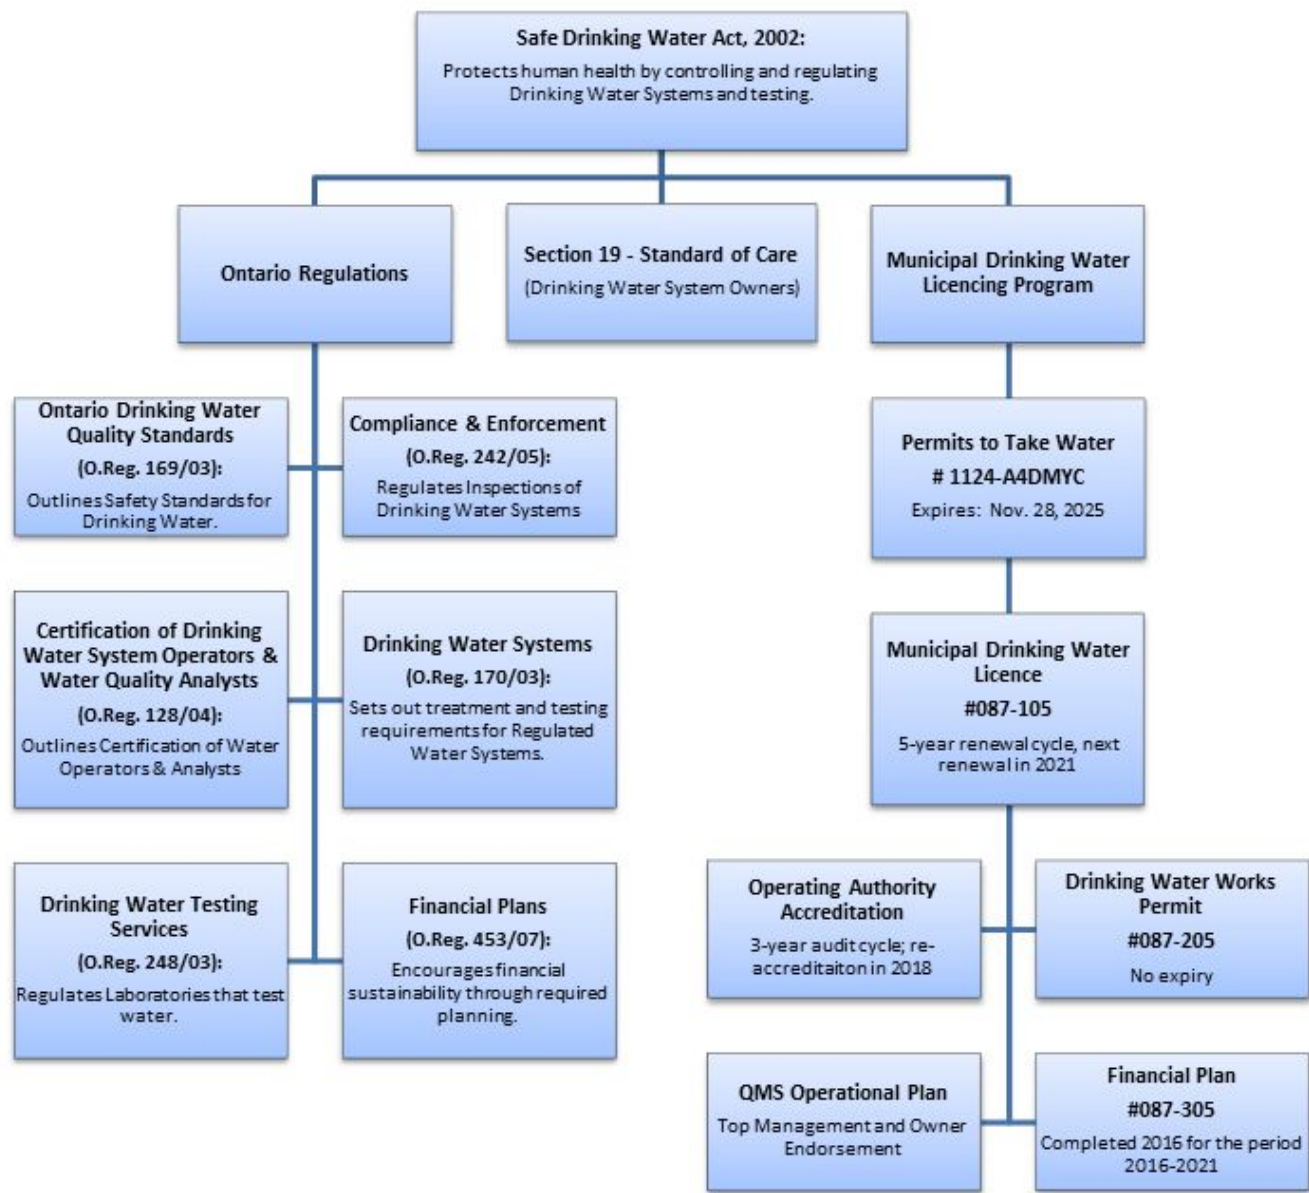 Safe Drinking Water Act, 2002:
Protects human health by controlling and regulating
Drinking Water Systems and testing.
Ontario Regulations
Section 19 - Standard of Care
(Drinking Water System Owners)
Municipal Drinking Water
Licencing Program
Ontario Drinking Water
Quality Standards
(O.Reg. 169/03):
Outlines Safety Standards for
Drinking Water.
Compliance & Enforcement
(O.Reg. 242/05):
Regulates Inspections of
Drinking Water Systems
Permits to Take Water
# 1124-A4DMYC
Expires: Nov. 28, 2025
Certification of Drinking
Water System Operators &
Water Quality Analysts
(O.Reg. 128/04):
Outlines Certification of Water
Operators & Analysts
Drinking Water Systems
(O.Reg. 170/03):
Sets out treatment and testing
requirements for Regulated
Water Systems.
Municipal Drinking Water
Licence
#087-105
5-year renewal cycle, next
renewal in 2021
Drinking Water Testing
Services
(O.Reg. 248/03):
Regulates Laboratories that test
water.
Financial Plans
(O.Reg. 453/07):
Encourages financial
sustainability through required
planning.
Operating Authority
Accreditation
3-year audit cycle; re-
accreditaiton in 2018
Drinking Water Works
Permit
#087-205
No expiry
QMS Operational Plan
Top Management and Owner
Endorsement
Financial Plan
#087-305
Completed 2016 for the period
2016-2021